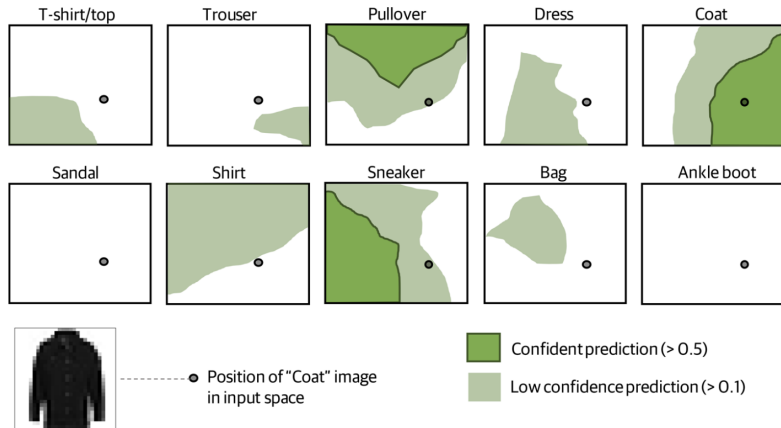 T-shirt/top
Trouser
Pullover
Dress
Coat
Sandal
Shirt
Sneaker
Bag
Ankle boot
Position of "Coat" image
in input space
Confident prediction (> 0.5)
Low confidence prediction (> 0.1)